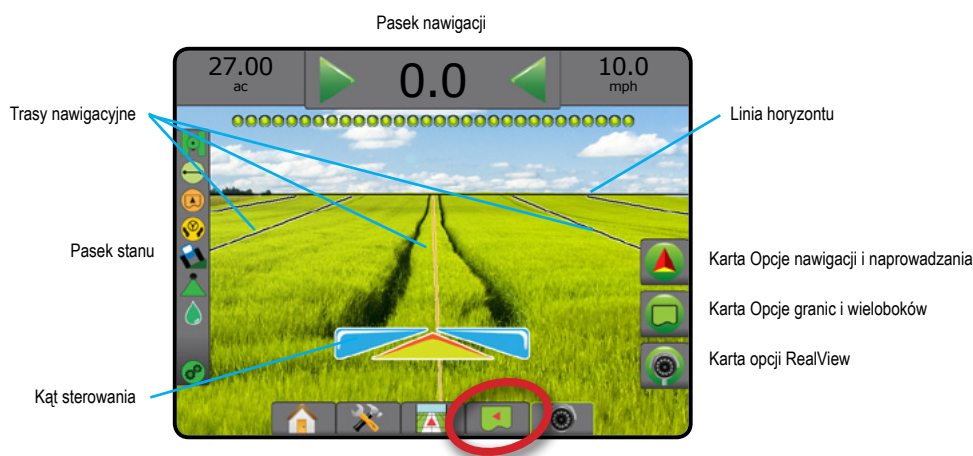 Pasek nawigacji
27.00
ac
0.0
10.0
mph
Trasy nawigacyjne
Linia horyzontu
Pasek stanu
Karta Opcje nawigacji i naprowadzania
Karta Opcje granic i wieloboków
Karta opcji RealView
Kąt sterowania